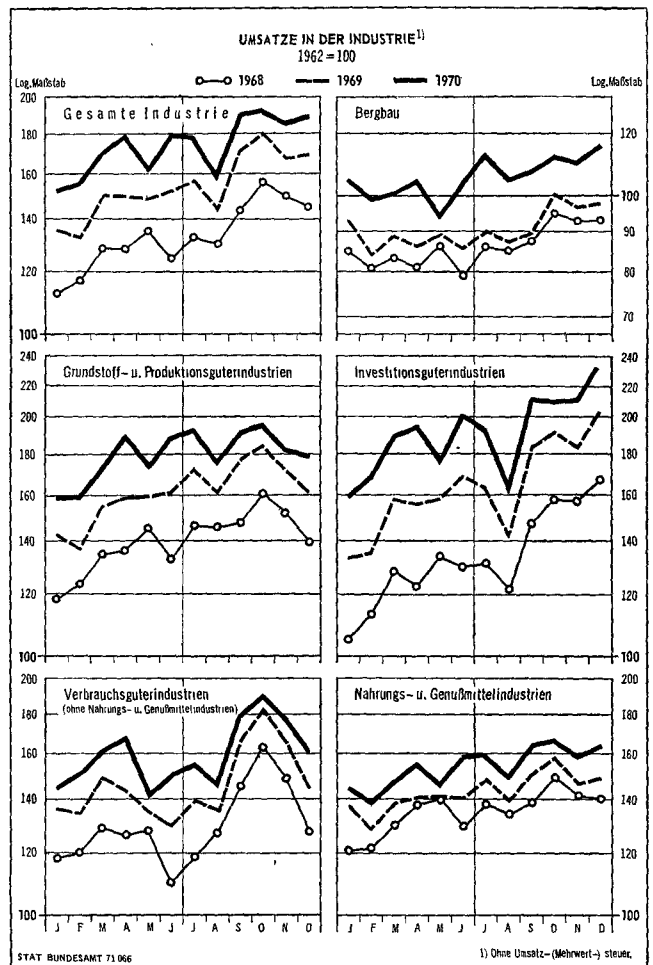 UMSATZE IN DER INDUSTRIE1)
1962=100
1968 1969 1970
Log.Maßstab Log.Maßstab
Gesamte Industrie
200
180
160
140
120
100
Bergbau
120
100
90
80
70
Grundstoff- u. Produktionsguterindustrien
240
220
200
180
160
140
120
100
Investitionsguterindustrien
240
220
200
180
160
140
120
100
Verbrauchsguterindustrien
(ohne Nahrungs- u. Genußmittelindustrien)
200
180
160
140
120
100
Nahrungs- u. Genußmittelindustrien
200
180
160
140
120
100
J F M A M J J A S O N D
J F M A M J J A S O N D
STAT BUNDESAMT 71 066
1) Ohne Umsatz-(Mehrwert-) steuer.